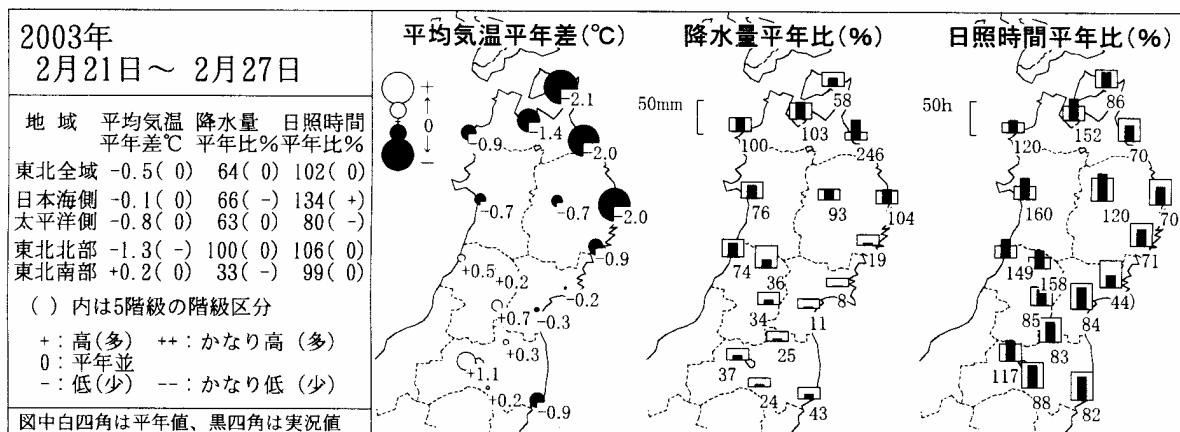 2003年
2月21日～ 2月27日
地 域 平均気温 降水量 日照時間
平年差℃ 平年比% 平年比%
東北全域 -0.5( 0) 64( 0) 102( 0)
日本海側 -0.1( 0) 66( -) 134( +)
太平洋側 -0.8( 0) 63( 0) 80( -)
東北北部 -1.3( -) 100( 0) 106( 0)
東北南部 +0.2( 0) 33( -) 99( 0)
( ) 内は5階級の階級区分
+：高(多) ++：かなり高 (多)
0：平年並
-：低(少) --：かなり低 (少)
図中白四角は平年値、黒四角は実況値
平均気温平年差(℃)
+
↑
0
↓
-
-2.1
-1.4
-0.9
-2.0
-0.7
-0.7
-2.0
-0.9
+0.5
+0.2
-0.2
+0.7
-0.3
+0.3
+1.1
+0.2
-0.9
降水量平年比(%)
50mm
58
103
100
246
76
93
104
19
74
36
8
34
11
25
37
24
43
日照時間平年比(%)
50h
86
152
120
70
160
120
70
71
149
158
44)
85
84
83
117
88
82